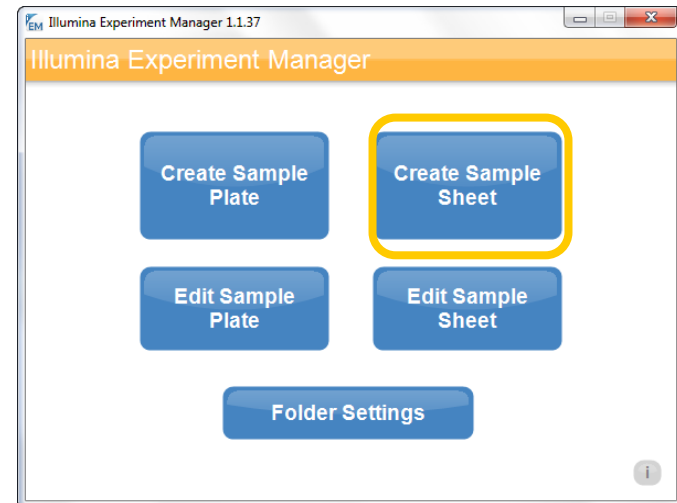 EM Illumina Experiment Manager 1.1.37
Illumina Experiment Manager
Create Sample
Plate
Create Sample
Sheet
Edit Sample
Plate
Edit Sample
Sheet
Folder Settings
i